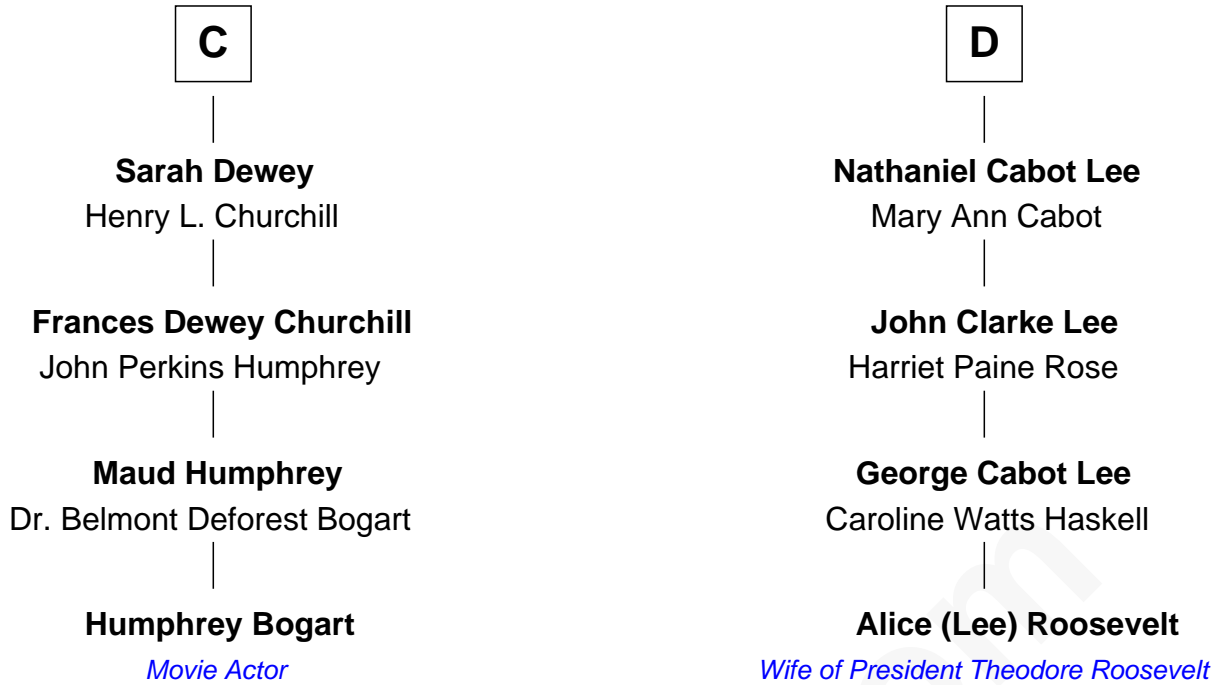 C
Sarah Dewey
Henry L. Churchill
Frances Dewey Churchill
John Perkins Humphrey
Maud Humphrey
Dr. Belmont Deforest Bogart
Humphrey Bogart
Movie Actor
D
Nathaniel Cabot Lee
Mary Ann Cabot
John Clarke Lee
Harriet Paine Rose
George Cabot Lee
Caroline Watts Haskell
Alice (Lee) Roosevelt
Wife of President Theodore Roosevelt